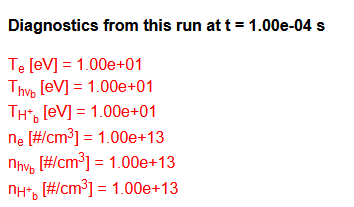 Diagnostics from this run at t = 1.00e-04 s
Te [eV] = 1.00e+01
Thvb [eV] = 1.00e+01
TH+b [eV] = 1.00e+01
ne [#/cm3] = 1.00e+13
nhvb [#/cm3] = 1.00e+13
nH+b [#/cm3] = 1.00e+13